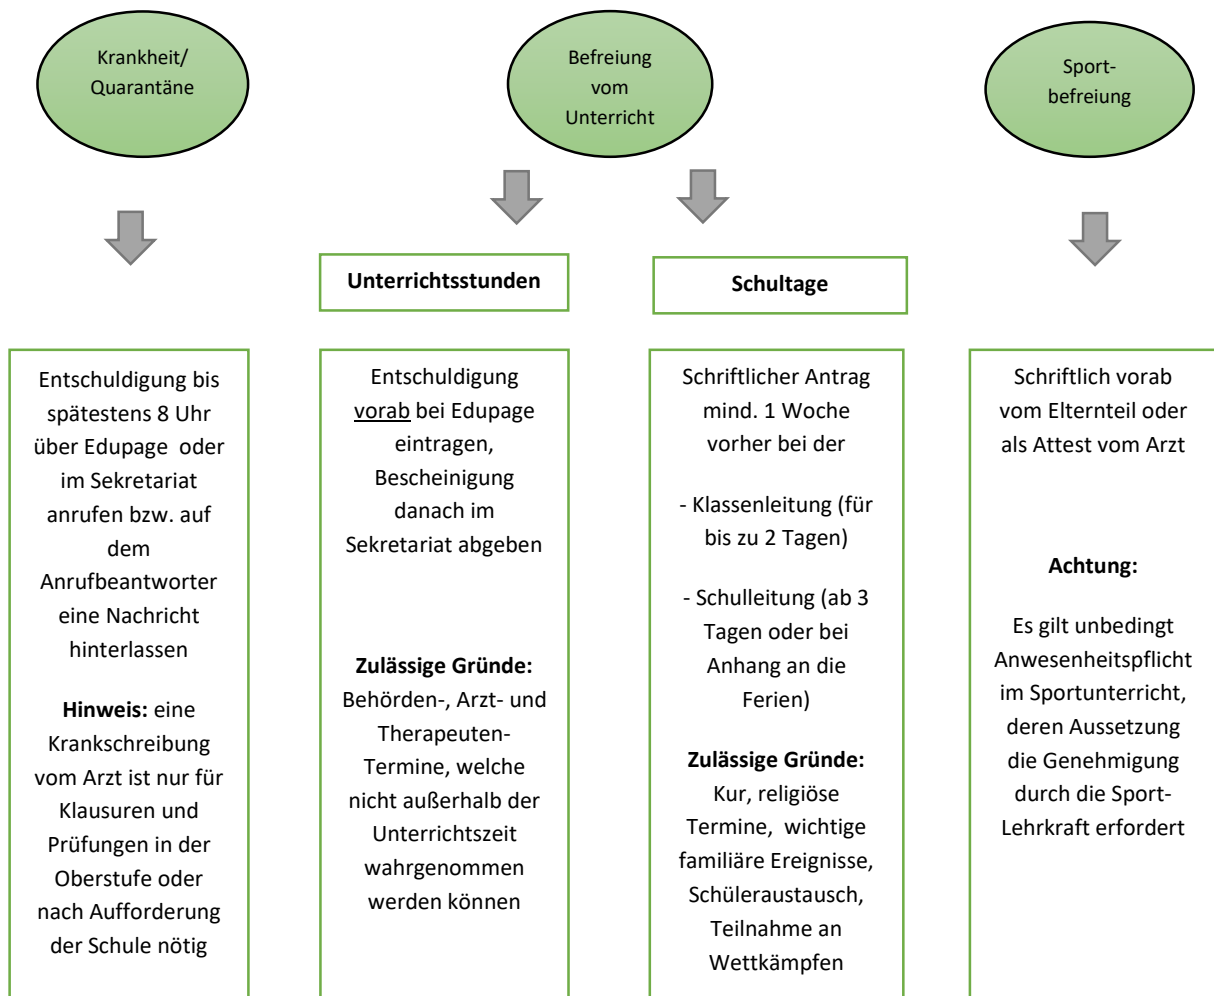 Krankheit/
Quarantäne
Befreiung
vom
Unterricht
Sport-
befreiung
Unterrichtsstunden
Schultage
Entschuldigung bis
spätestens 8 Uhr
über Edupage  oder
im Sekretariat
anrufen bzw. auf
dem
Anrufbeantworter
eine Nachricht
hinterlassen
Hinweis: eine
Krankschreibung
vom Arzt ist nur für
Klausuren und
Prüfungen in der
Oberstufe oder
nach Aufforderung
der Schule nötig
Entschuldigung
vorab bei Edupage
eintragen,
Bescheinigung
danach im
Sekretariat abgeben
Zulässige Gründe:
Behörden-, Arzt- und
Therapeuten-
Termine, welche
nicht außerhalb der
Unterrichtszeit
wahrgenommen
werden können
Schriftlicher Antrag
mind. 1 Woche
vorher bei der
- Klassenleitung (für
bis zu 2 Tagen)
- Schulleitung (ab 3
Tagen oder bei
Anhang an die
Ferien)
Zulässige Gründe:
Kur, religiöse
Termine,  wichtige
familiäre Ereignisse,
Schüleraustausch,
Teilnahme an
Wettkämpfen
Schriftlich vorab
vom Elternteil oder
als Attest vom Arzt
Achtung:
Es gilt unbedingt
Anwesenheitspflicht
im Sportunterricht,
deren Aussetzung
die Genehmigung
durch die Sport-
Lehrkraft erfordert